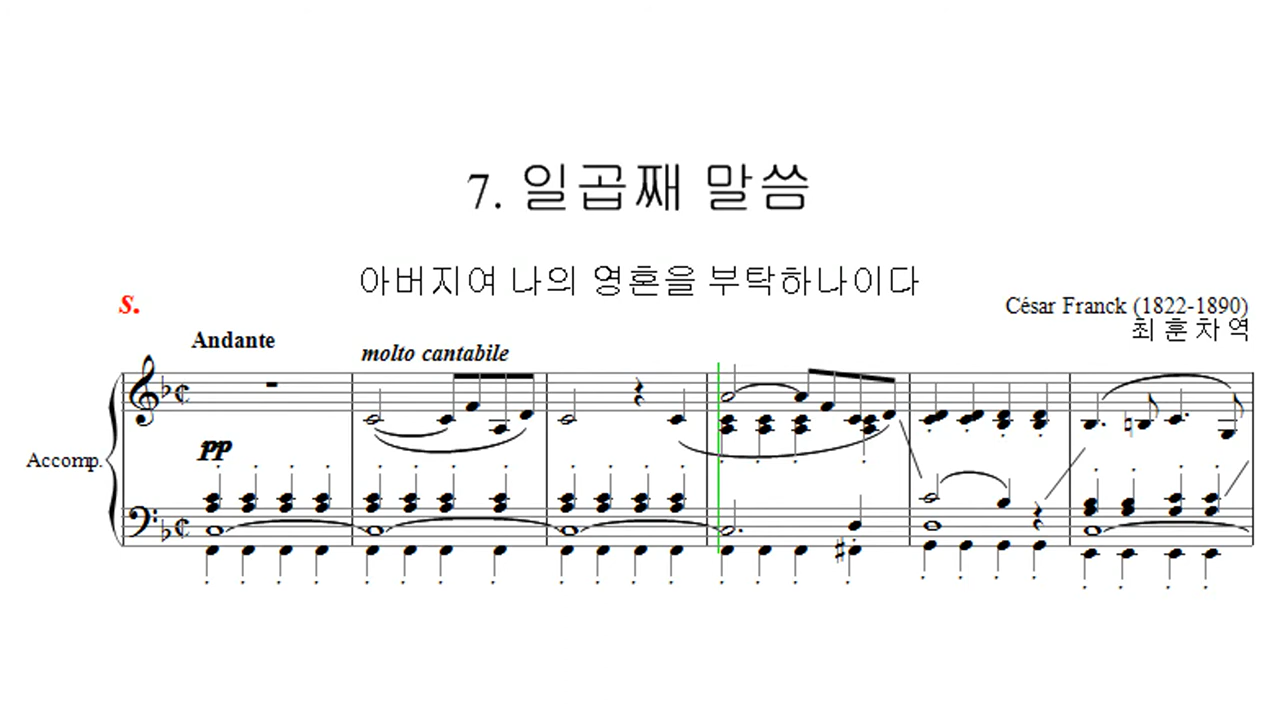 7. 일곱째 말씀
아버지여 나의 영혼을 부탁하나이다
S.
César Franck (1822-1890)
최 훈 차 역
Andante
molto cantabile
pp
Accomp.